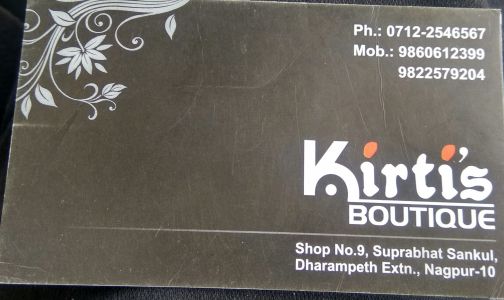 Ph.: 0712-2546567
Mob.: 9860612399
9822579204
Kirti's
BOUTIQUE
Shop No.9, Suprabhat Sankul,
Dharampeth Extn., Nagpur-10